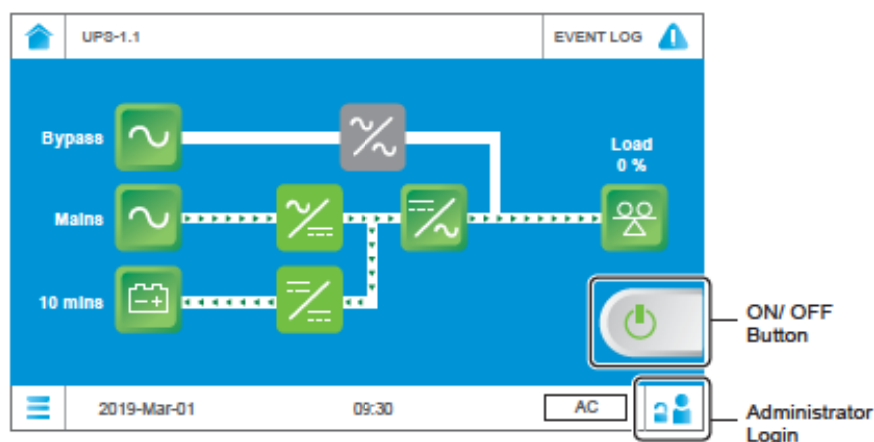 UPS-1.1
EVENT LOG
Bypass
Load
0 %
Mains
10 mins
ON/ OFF
Button
2019-Mar-01
09:30
AC
Administrator
Login